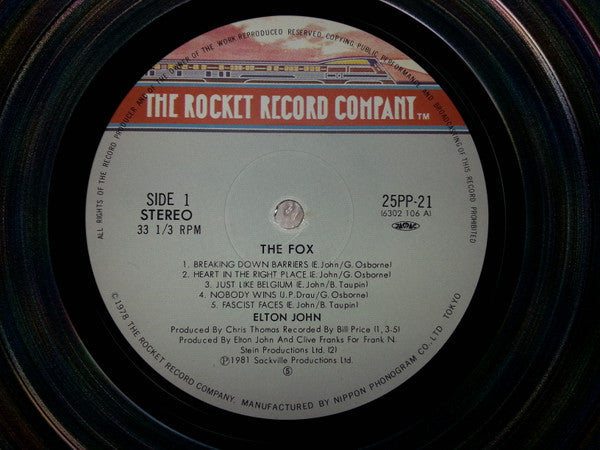 ALL RIGHTS OF THE RECORD PRODUCER AND OF THE OWNER OF THE WORK REPRODUCED RESERVED COPYING PUBLIC PERFORMANCE AND BROADCASTING OF THIS RECORD PROHIBITED
THE ROCKET RECORD COMPANY TM
SIDE 1
STEREO
33 1/3 RPM
25PP-21
(6302 106 A)
THE FOX
1. BREAKING DOWN BARRIERS (E. John/G. Osborne)
2. HEART IN THE RIGHT PLACE (E. John/G. Osborne)
3. JUST LIKE BELGIUM (E. John/B. Taupin)
4. NOBODY WINS (J.P. Drau/G. Osborne)
5. FASCIST FACES (E. John/B. Taupin)
ELTON JOHN
Produced By Chris Thomas Recorded By Bill Price (1, 3-5)
Produced By Elton John And Clive Franks For Frank N.
Stein Productions Ltd. (2)
Ⓟ1981 Sackville Productions Ltd.
Ⓢ
©1978 THE ROCKET RECORD COMPANY. MANUFACTURED BY NIPPON PHONOGRAM CO., LTD TOKYO